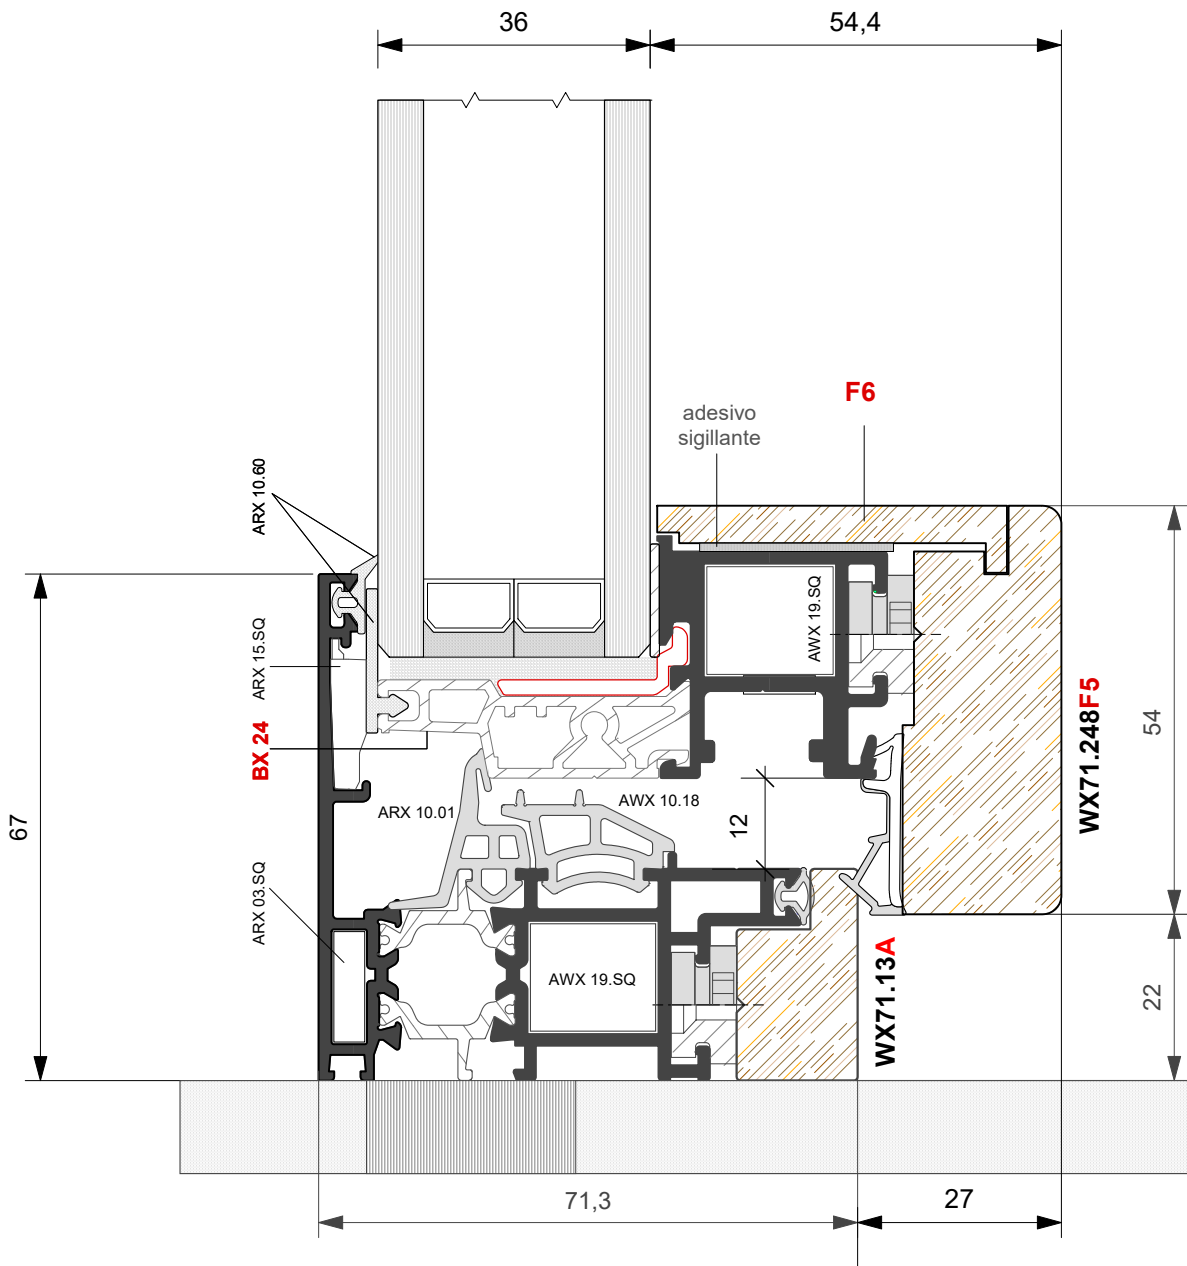 36
54,4
F6
adesivo
sigillante
ARX 10.60
AWX 19.SQ
ARX 15.SQ
BX 24
WX71.248F5
54
ARX 10.01
AWX 10.18
12
67
ARX 03.SQ
AWX 19.SQ
WX71.13A
22
71,3
27